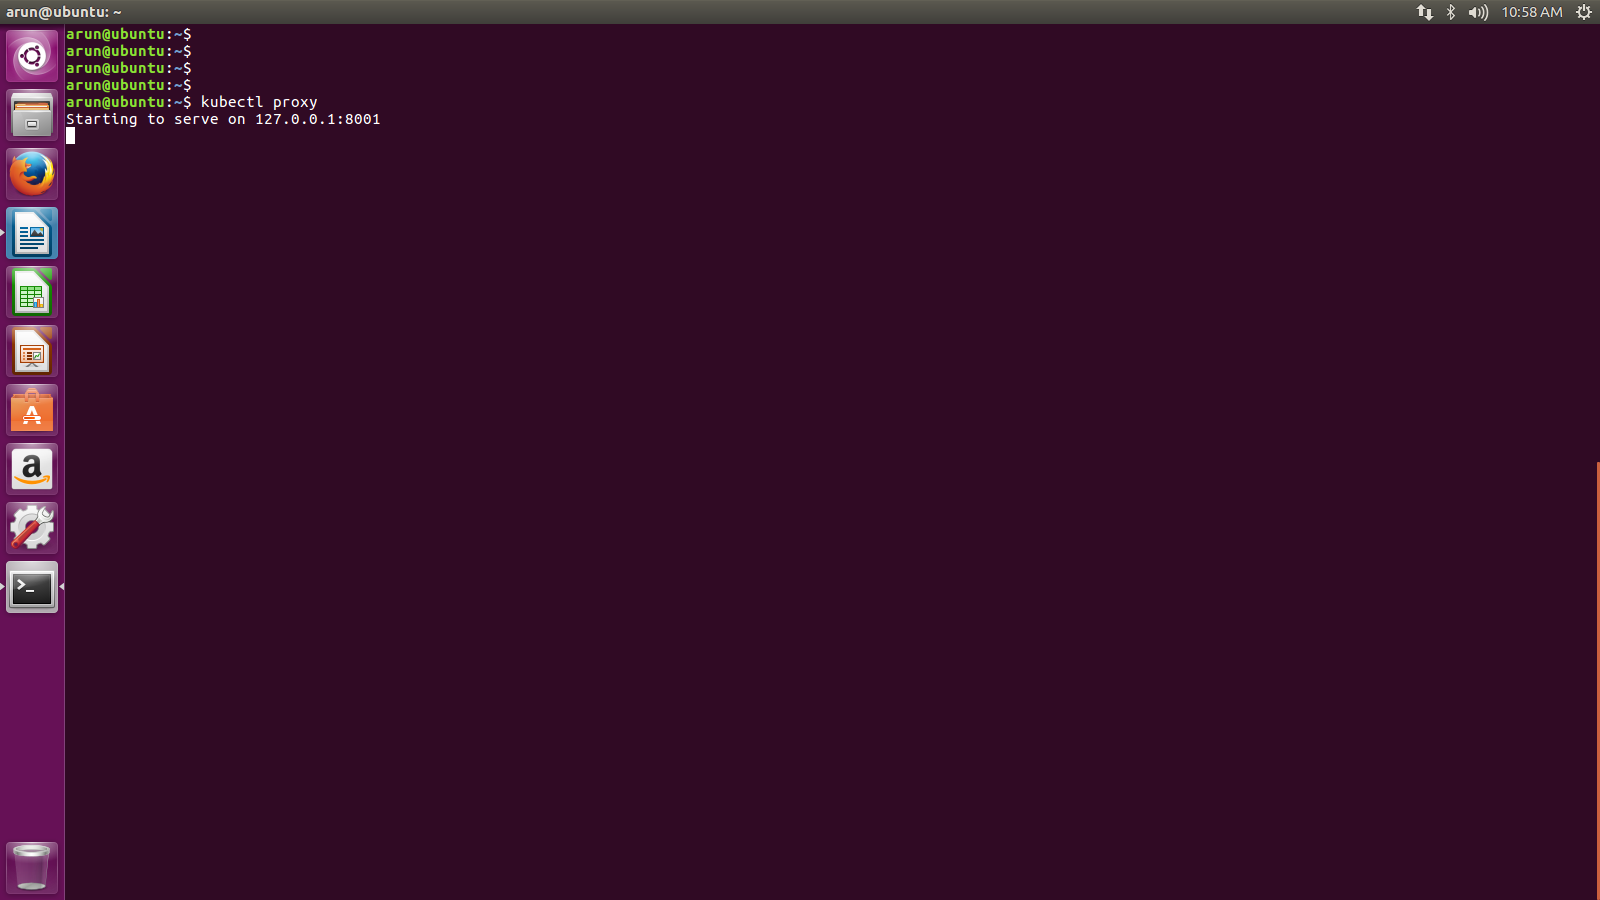 arun@ubuntu: ~
10:58 AM
arun@ubuntu:~$
arun@ubuntu:~$
arun@ubuntu:~$
arun@ubuntu:~$
arun@ubuntu:~$ kubectl proxy
Starting to serve on 127.0.0.1:8001